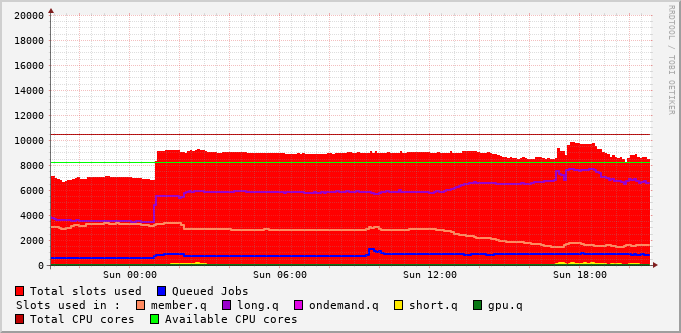 20000
18000
16000
14000
12000
10000
8000
6000
4000
2000
0
Sun 00:00 Sun 06:00 Sun 12:00 Sun 18:00
Total slots used Queued Jobs
Slots used in : member.q long.q ondemand.q short.q gpu.q
Total CPU cores Available CPU cores
RRDTOOL / TOBI OETIKER